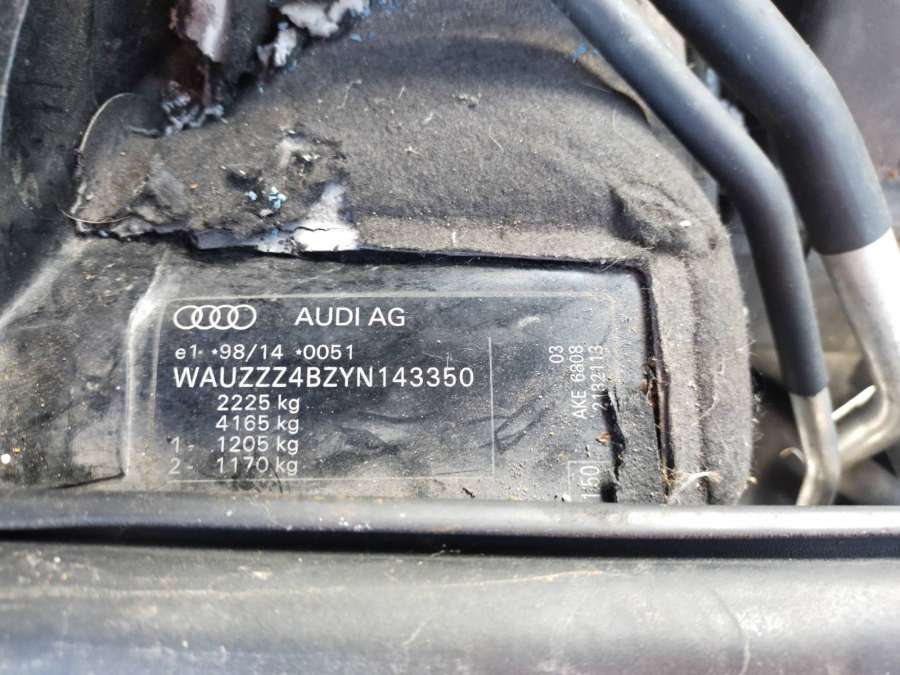 AUDI AG
e1 *98/14 *0051
WAUZZZ4BZYN143350
2225 kg
4165 kg
1- 1205 kg
2- 1170 kg
03
AKE 6808
2132113
150